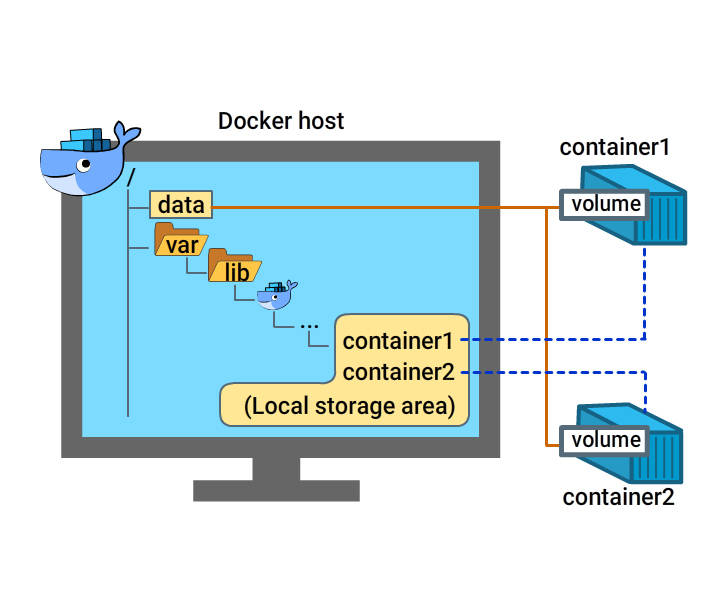 Docker host
container1
/
data
volume
var
lib
...
container1
container2
(Local storage area)
volume
container2